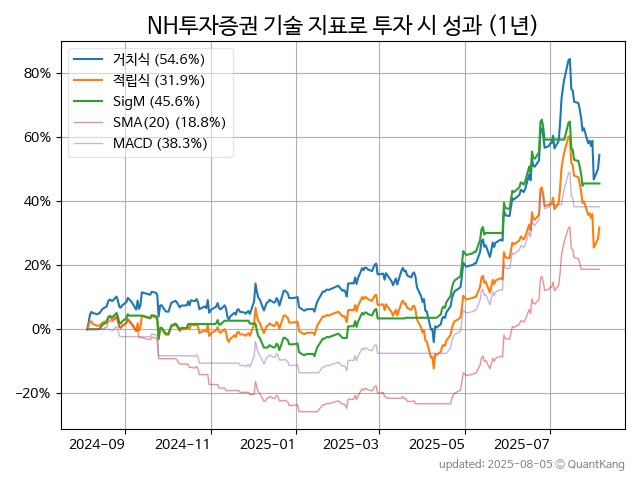 NH투자증권 기술 지표로 투자 시 성과 (1년)
거치식 (54.6%)
적립식 (31.9%)
SigM (45.6%)
SMA(20) (18.8%)
MACD (38.3%)
80%
60%
40%
20%
0%
−20%
2024-09 2024-11 2025-01 2025-03 2025-05 2025-07
updated: 2025-08-05 © QuantKang